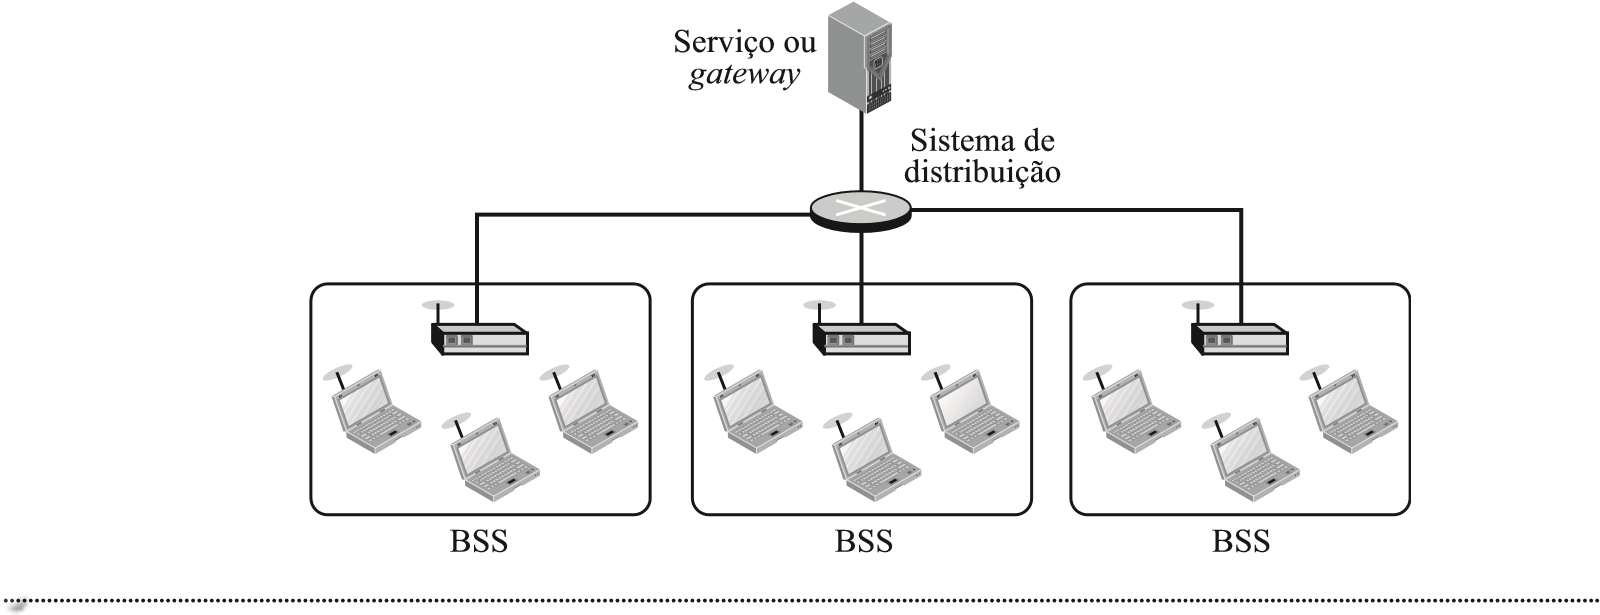 Serviço ou
gateway
Sistema de
distribuição
BSS
BSS
BSS